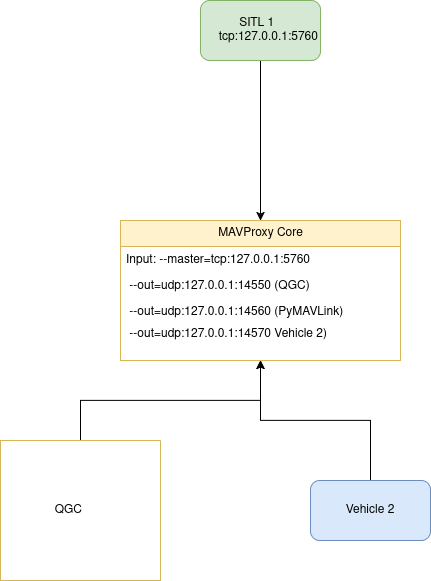 SITL 1
tcp:127.0.0.1:5760
MAVProxy Core
Input: --master=tcp:127.0.0.1:5760
--out=udp:127.0.0.1:14550 (QGC)
--out=udp:127.0.0.1:14560 (PyMAVLink)
--out=udp:127.0.0.1:14570 Vehicle 2)
QGC
Vehicle 2